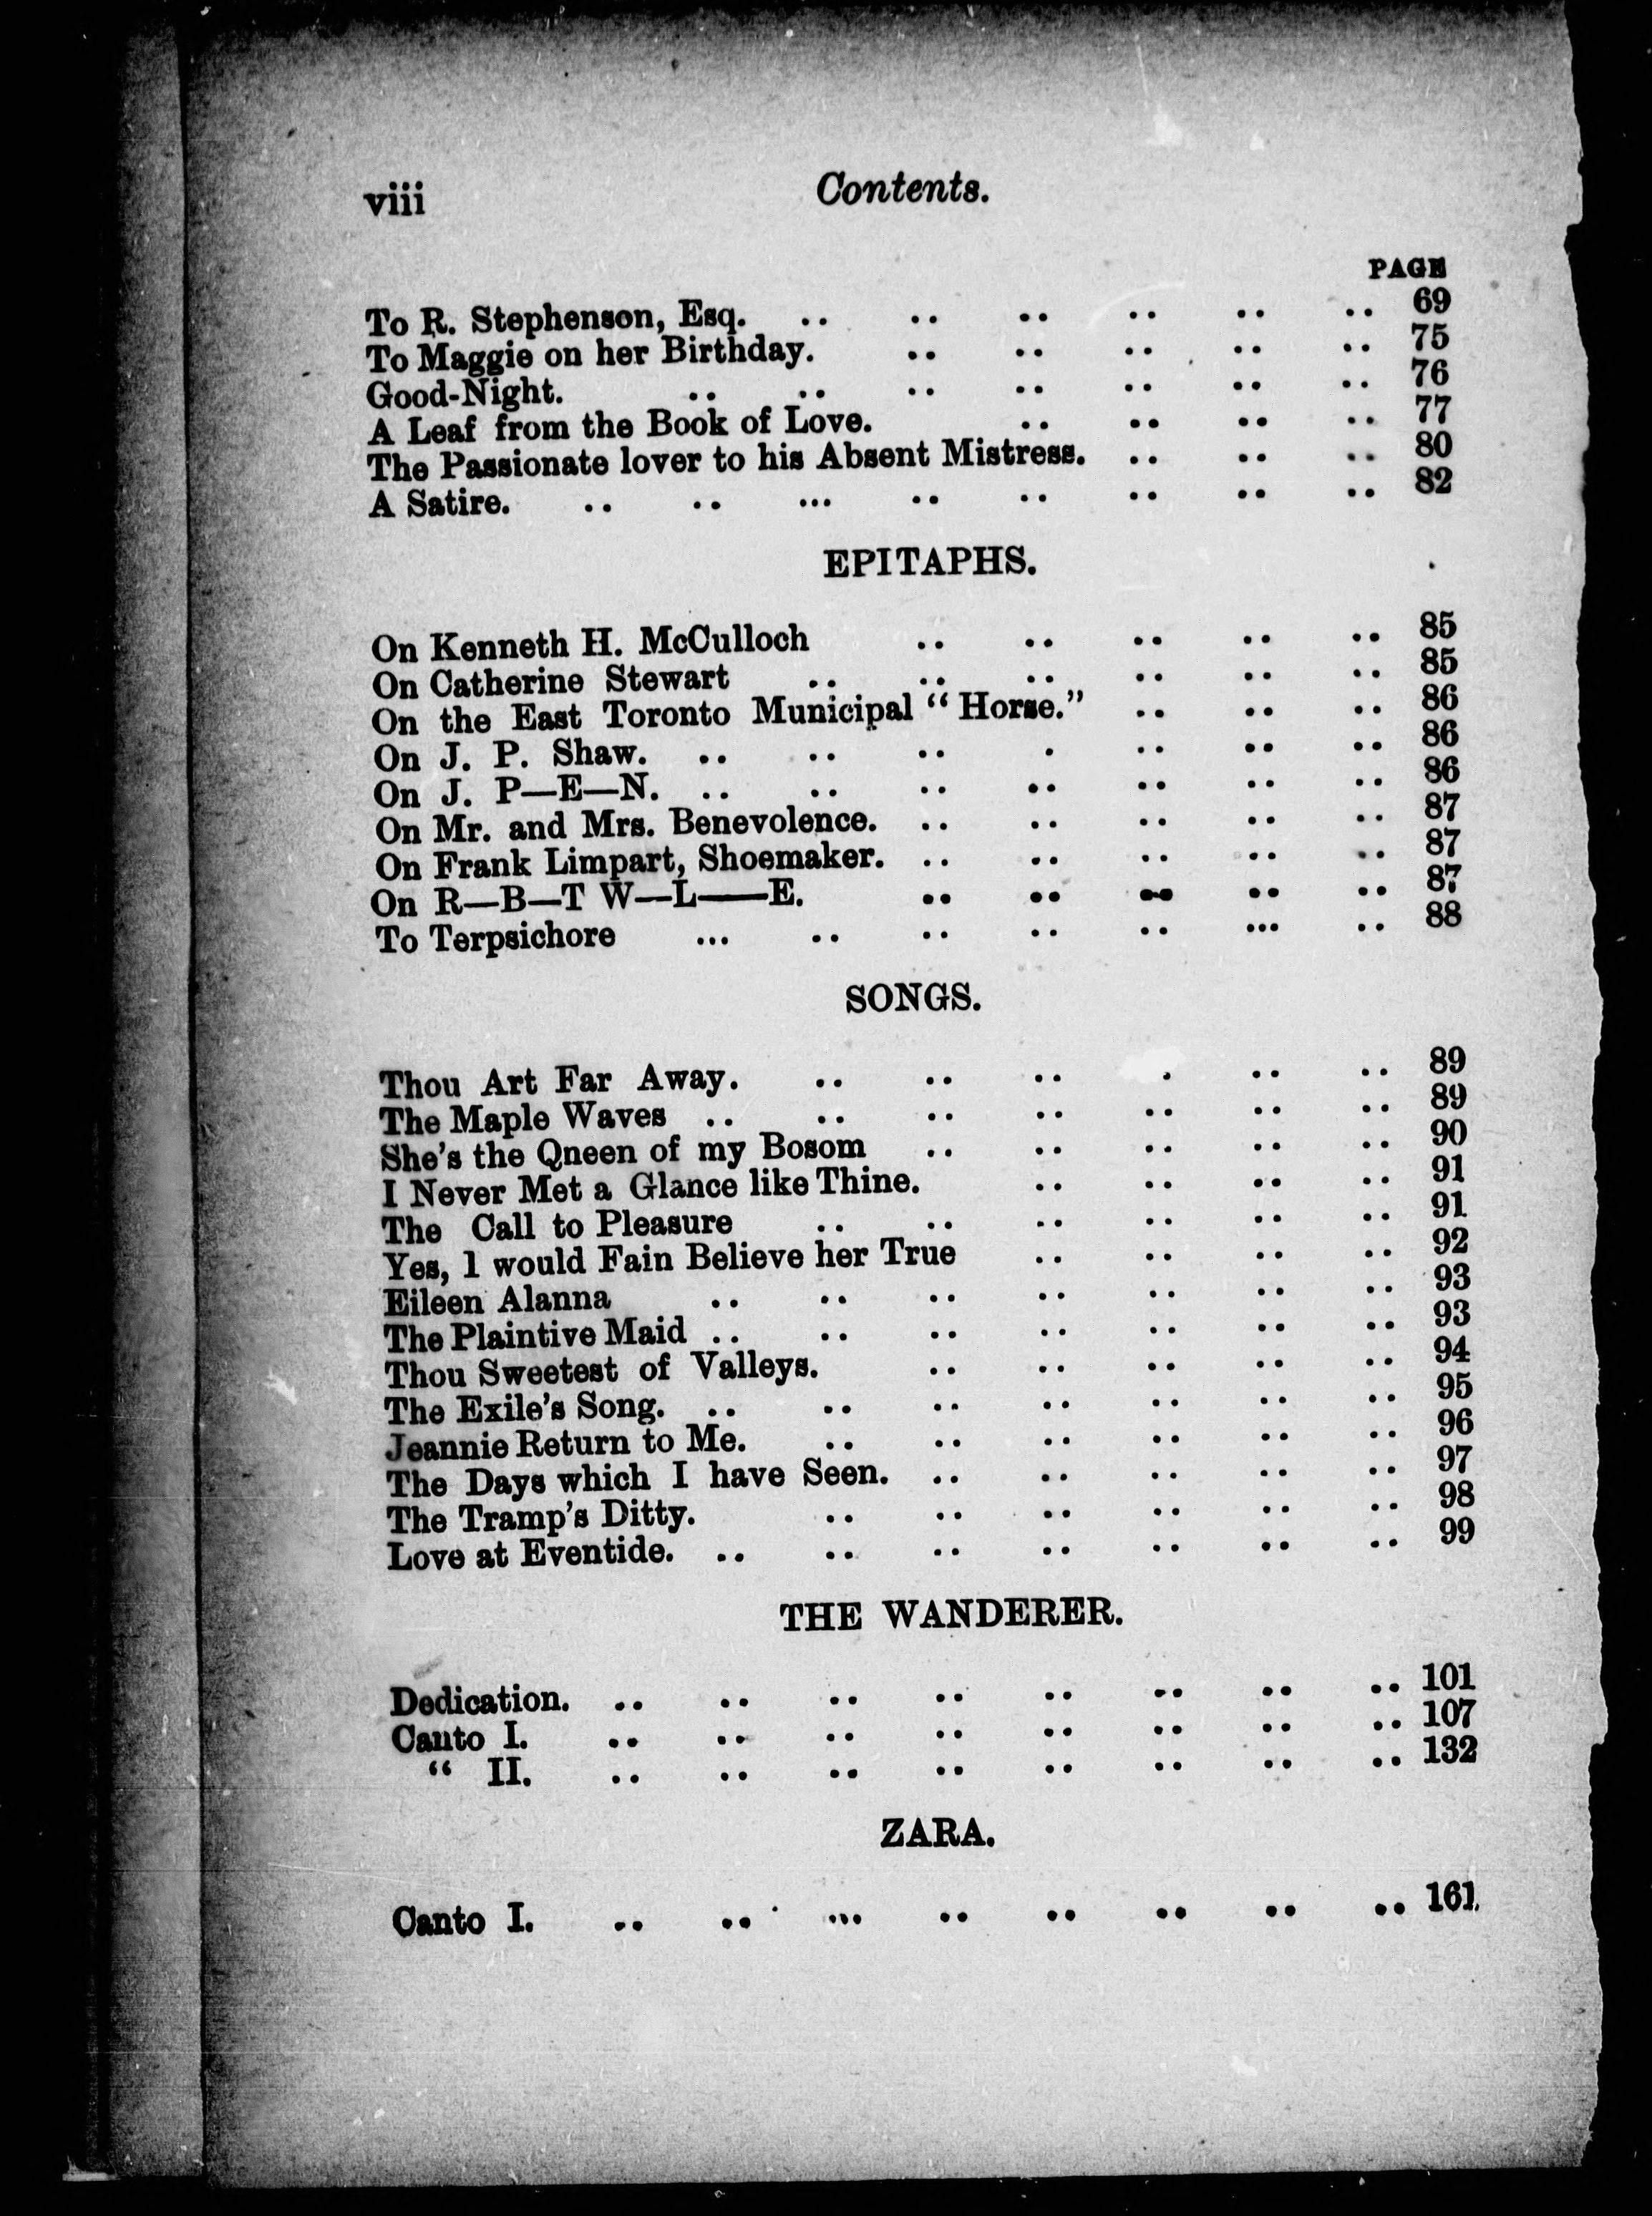 viii Contents.
PAGE
To R. Stephenson, Esq. .. .. .. .. .. .. 69
To Maggie on her Birthday. .. .. .. .. .. 75
Good-Night. .. .. .. .. .. .. .. 76
A Leaf from the Book of Love. .. .. .. .. 77
The Passionate lover to his Absent Mistress. .. .. .. 80
A Satire. .. .. ... .. .. .. .. .. 82
EPITAPHS.
On Kenneth H. McCulloch .. .. .. .. .. 85
On Catherine Stewart .. .. .. .. .. .. 85
On the East Toronto Municipal “ Horse.” .. .. .. 86
On J. P. Shaw. .. .. .. . .. .. .. 86
On J. P—E—N. .. .. .. .. .. .. .. 86
On Mr. and Mrs. Benevolence. .. .. .. .. .. 87
On Frank Limpart, Shoemaker. .. .. .. .. .. 87
On R—B—T W—L——E. .. .. .. .. .. 87
To Terpsichore ... .. .. .. .. ... .. 88
SONGS.
Thou Art Far Away. .. .. .. . .. .. 89
The Maple Waves .. .. .. .. .. .. .. 89
She's the Qneen of my Bosom .. .. .. .. .. 90
I Never Met a Glance like Thine. .. .. .. .. 91
The Call to Pleasure .. .. .. .. .. .. 91
Yes, 1 would Fain Believe her True .. .. .. .. 92
Eileen Alanna .. .. .. .. .. .. .. 93
The Plaintive Maid .. .. .. .. .. .. .. 93
Thou Sweetest of Valleys. .. .. .. .. .. 94
The Exile's Song. .. .. .. .. .. .. .. 95
Jeannie Return to Me. .. .. .. .. .. .. 96
The Days which I have Seen. .. .. .. .. .. 97
The Tramp's Ditty. .. .. .. .. .. .. 98
Love at Eventide. .. .. .. .. .. .. .. 99
THE WANDERER.
Dedication. .. .. .. .. .. .. .. .. 101
Canto I. .. .. .. .. .. .. .. .. 107
“ II. .. .. .. .. .. .. .. .. 132
ZARA.
Canto I. .. .. ... .. .. .. .. .. 161